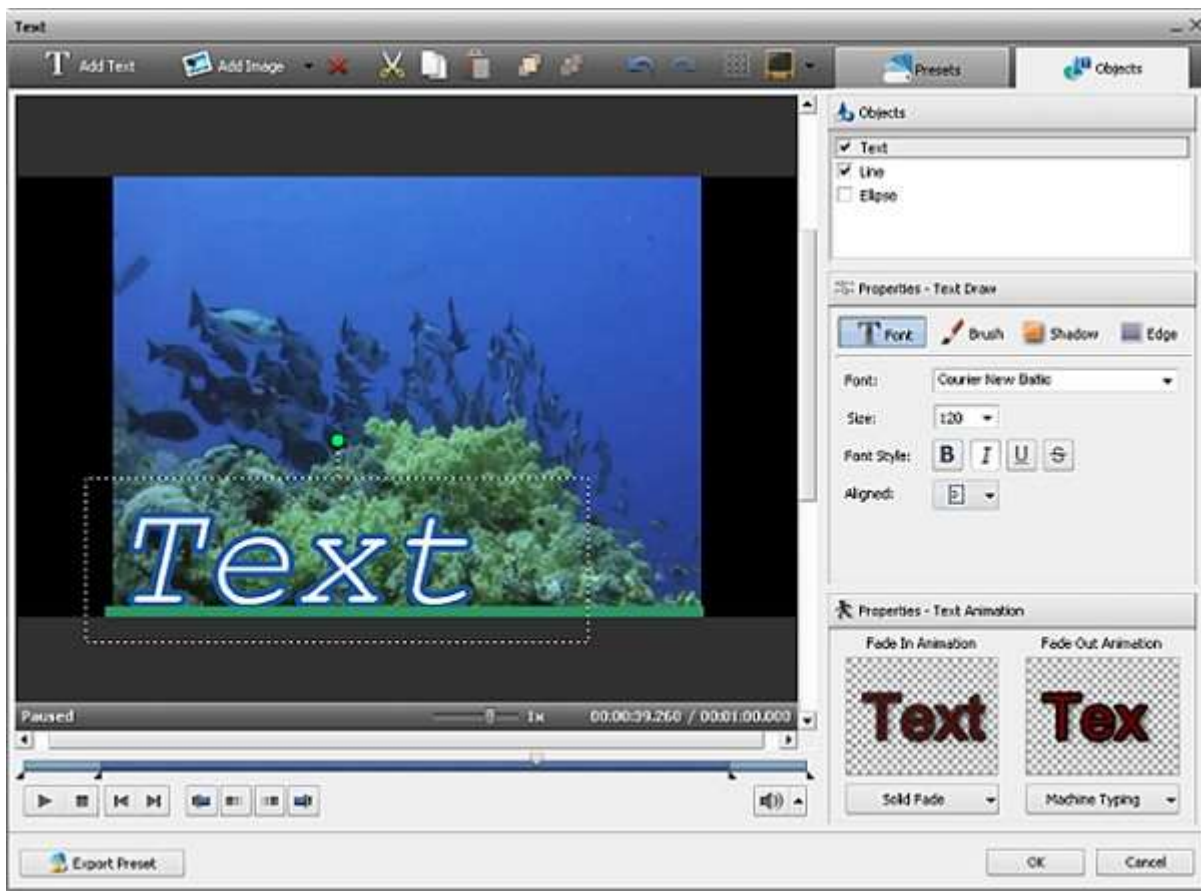 Text
Add Text Add Image Presets Objects
Objects
Text
Line
Ellipse
Properties - Text Draw
Font Brush Shadow Edge
Font: Courier New Baltic
Size: 120
Font Style: B I U S
Aligned:
Text
Properties - Text Animation
Fade In Animation Fade Out Animation
Text Tex
Paused 1x 00:00:39.260 / 00:01:00.000
Solid Fade Machine Typing
Export Preset OK Cancel